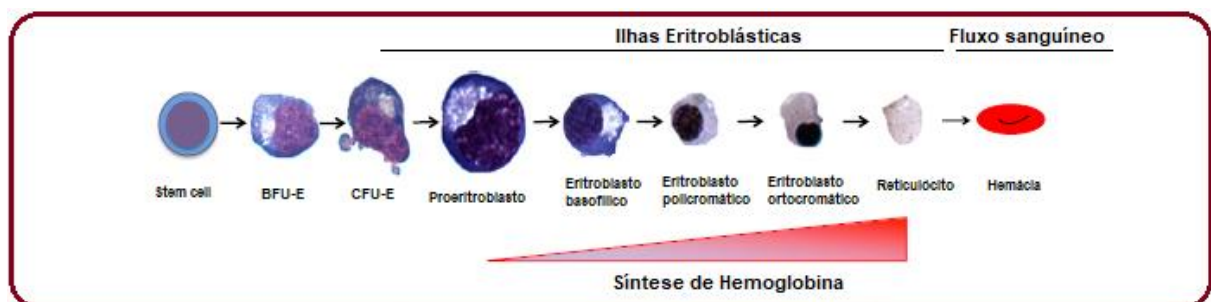 Ilhas Eritroblásticas
Fluxo sanguíneo
Stem cell
BFU-E
CFU-E
Proeritroblasto
Eritroblasto
basofílico
Eritroblasto
policromático
Eritroblasto
ortocromático
Reticulócito
Hemácia
Síntese de Hemoglobina